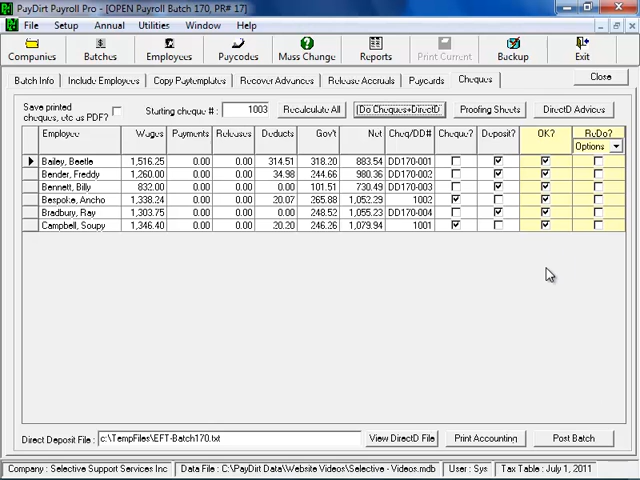 PayDirt Payroll Pro - [OPEN Payroll Batch 170, PR# 17]
File Setup Annual Utilities Window Help
Companies Batches Employees Paycodes Mass Change Reports Print Current Backup Exit
Batch Info Include Employees Copy Paytemplates Recover Advances Release Accruals Paycards Cheques Close
Save printed cheques, etc as PDF? Starting cheque # : 1003 Recalculate All Do Cheques+DirectD Proofing Sheets DirectD Advices
Employee Wages Payments Releases Deducts Gov't Net Cheq/DD# Cheque? Deposit? OK? ReDo?
Options
Bailey, Beetle 1,516.25 0.00 0.00 314.51 318.20 883.54 DD170-001
Bender, Freddy 1,260.00 0.00 0.00 34.98 244.66 980.36 DD170-002
Bennett, Billy 832.00 0.00 0.00 0.00 101.51 730.49 DD170-003
Bespoke, Ancho 1,338.24 0.00 0.00 20.07 265.88 1,052.29 1002
Bradbury, Ray 1,303.75 0.00 0.00 0.00 248.52 1,055.23 DD170-004
Campbell, Soupy 1,346.40 0.00 0.00 20.20 246.26 1,079.94 1001
Direct Deposit File : c:\TempFiles\EFT-Batch170.txt View DirectD File Print Accounting Post Batch
Company : Selective Support Services Inc Data File : C:\PayDirt Data\Website Videos\Selective - Videos.mdb User : Sys Tax Table : July 1, 2011